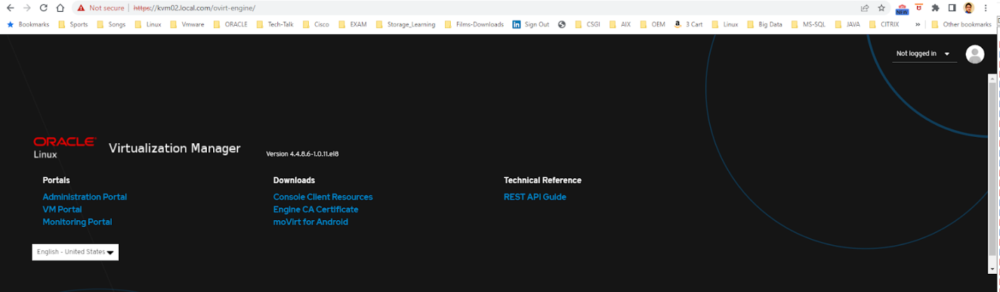 Not secure | https://kvm02.local.com/ovirt-engine/
NEW
Bookmarks Sports Songs Linux Vmware ORACLE Tech-Talk Cisco EXAM Storage_Learning Films-Downloads in Sign Out CSGI AIX OEM a 3 Cart Linux Big Data MS-SQL JAVA CITRIX » Other bookmarks
Not logged in
ORACLE
Linux
Virtualization Manager
Version 4.4.8.6-1.0.11.el8
Portals
Administration Portal
VM Portal
Monitoring Portal
Downloads
Console Client Resources
Engine CA Certificate
moVirt for Android
Technical Reference
REST API Guide
English - United States